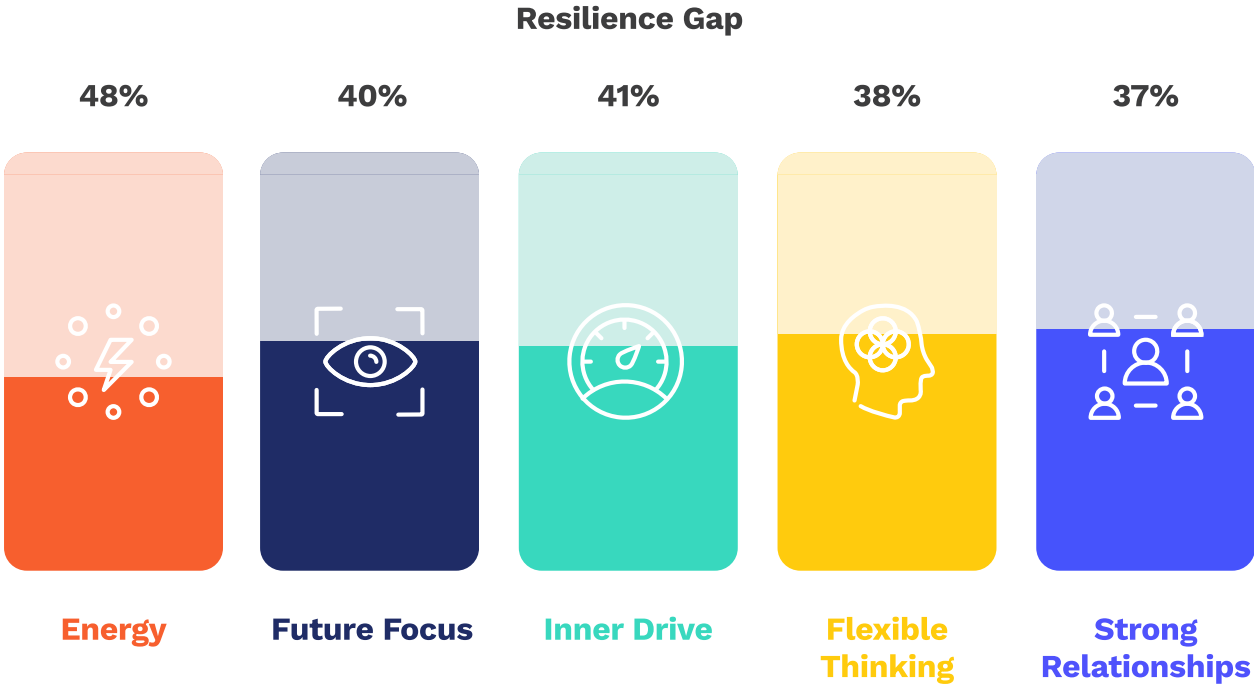 Resilience Gap
48%
40%
41%
38%
37%
Energy
Future Focus
Inner Drive
Flexible
Thinking
Strong
Relationships